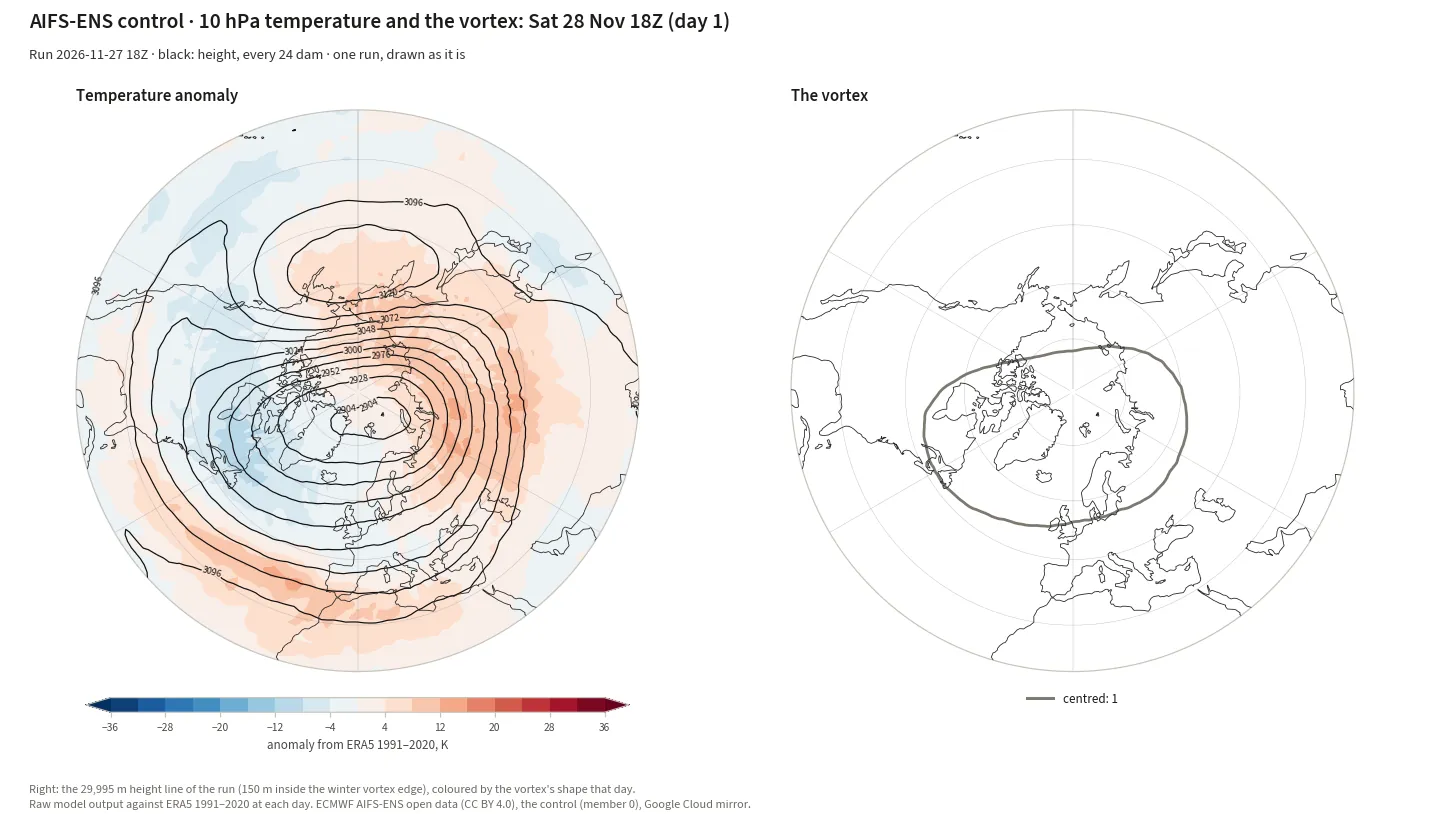 AIFS-ENS control · 10 hPa temperature and the vortex: Sat 28 Nov 18Z (day 1)
Run 2026-11-27 18Z · black: height, every 24 dam · one run, drawn as it is
Temperature anomaly
The vortex
3096
3096
3120
3072
3048
3024
3000
2976
2952
2928
2904
2904
3096
−36 −28 −20 −12 −4 4 12 20 28 36
anomaly from ERA5 1991–2020, K
centred: 1
Right: the 29,995 m height line of the run (150 m inside the winter vortex edge), coloured by the vortex's shape that day.
Raw model output against ERA5 1991–2020 at each day. ECMWF AIFS-ENS open data (CC BY 4.0), the control (member 0), Google Cloud mirror.